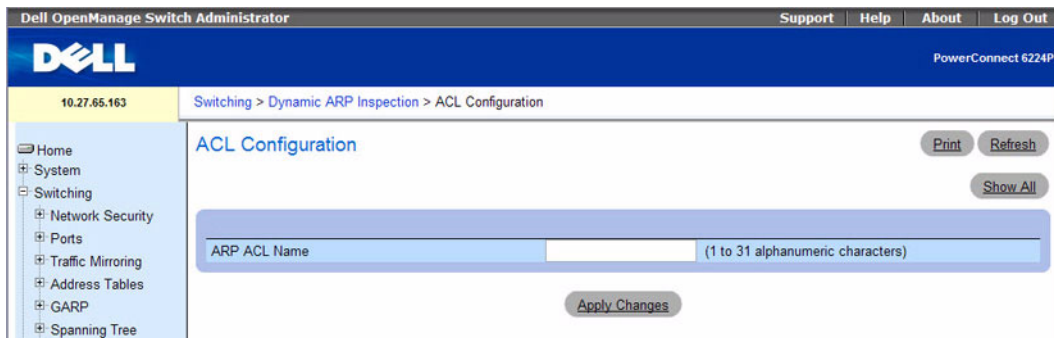 Dell OpenManage Switch Administrator
Support | Help | About | Log Out
DELL
PowerConnect 6224P
10.27.65.163
Switching > Dynamic ARP Inspection > ACL Configuration
Home
System
Switching
Network Security
Ports
Traffic Mirroring
Address Tables
GARP
Spanning Tree
ACL Configuration
Print
Refresh
Show All
ARP ACL Name
(1 to 31 alphanumeric characters)
Apply Changes